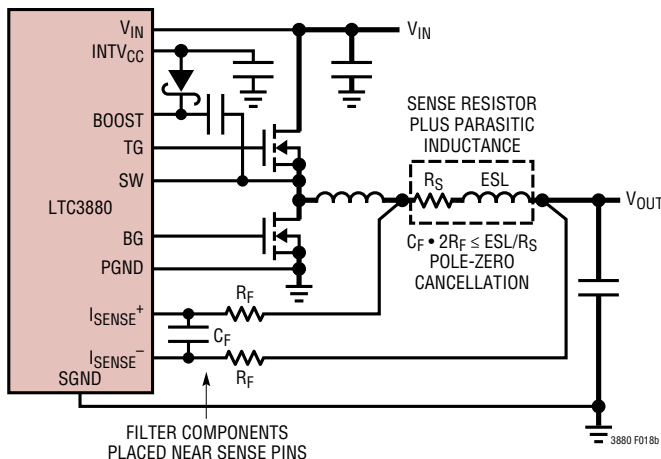 V_IN
INTV_CC
BOOST
TG
SW
LTC3880
BG
PGND
I_SENSE^+
I_SENSE^–
SGND
V_IN
SENSE RESISTOR
PLUS PARASITIC
INDUCTANCE
R_S
ESL
V_OUT
C_F • 2R_F ≤ ESL/R_S
POLE-ZERO
CANCELLATION
R_F
C_F
R_F
FILTER COMPONENTS
PLACED NEAR SENSE PINS
3880 F018b